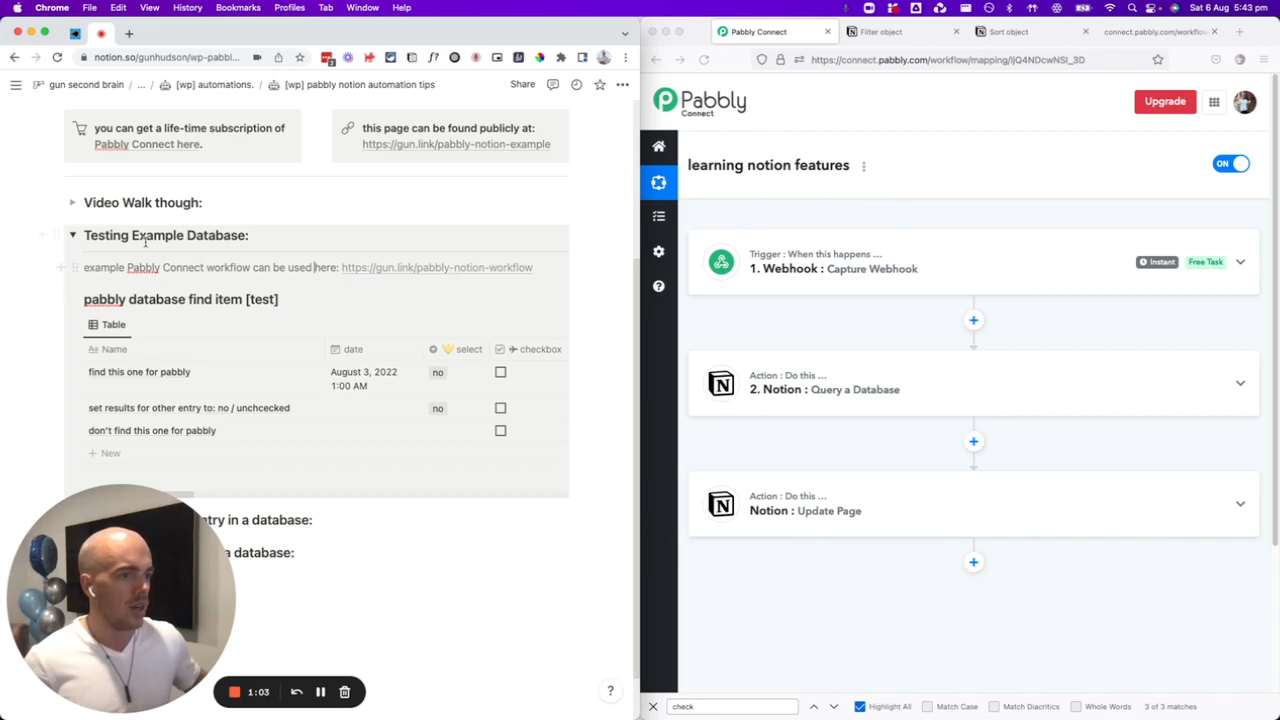 Chrome File Edit View History Bookmarks Profiles Tab Window Help
Sat 6 Aug 5:43 pm
notion.so/gunhudson/wp-pabbl...
gun second brain / ... / [wp] automations. / [wp] pabbly notion automation tips
Share
you can get a life-time subscription of
Pabbly Connect here.
this page can be found publicly at:
https://gun.link/pabbly-notion-example
Video Walk though:
Testing Example Database:
example Pabbly Connect workflow can be used here: https://gun.link/pabbly-notion-workflow
pabbly database find item [test]
Table
Aa Name date select checkbox
find this one for pabbly August 3, 2022 no
1:00 AM
set results for other entry to: no / unchcecked no
don't find this one for pabbly
+ New
ntry in a database:
a database:
1:03
?
Pabbly Connect
Filter object
Sort object
connect.pabbly.com/workflow
https://connect.pabbly.com/workflow/mapping/IjQ4NDcwNSI_3D
Pabbly
Connect
Upgrade
learning notion features
ON
Trigger : When this happens ...
1. Webhook : Capture Webhook
Instant
Free Task
Action : Do this ...
2. Notion : Query a Database
Action : Do this ...
Notion : Update Page
check
Highlight All
Match Case
Match Diacritics
Whole Words
3 of 3 matches